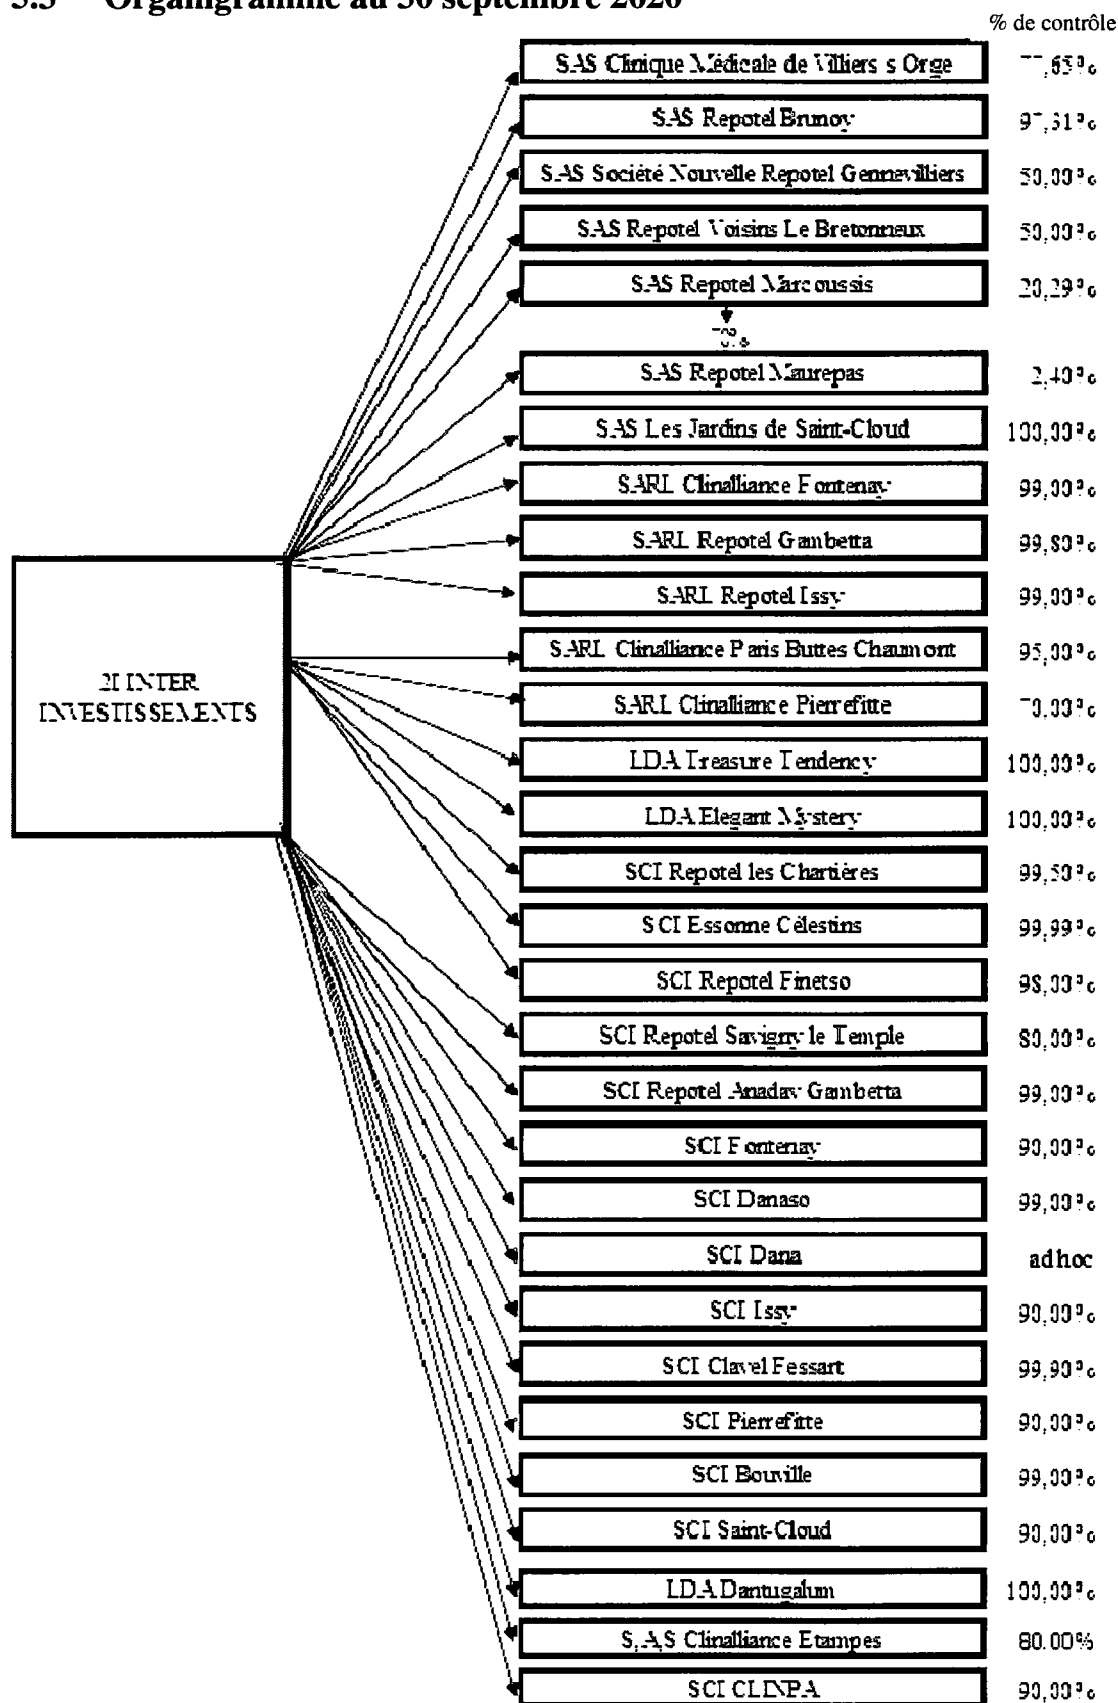 Organigramme au 30 septembre 2020
% de contrôle
SAS Clinique Médicale de Villiers s Orge 77,65%
SAS Repotel Brunoy
SAS Société Nouvelle Repotel Gennevilliers 50,00%
SAS Repotel Voisins Le Bretonneux 50,00%
SAS Repotel Marcoussis 20,29%
SAS Repotel Maurepas 2,40%
SAS Les Jardins de Saint-Cloud 100,00%
SARL Clinalliance Fontenay 99,00%
SARL Repotel Gambetta 99,80%
SARL Repotel Issy 99,00%
SARL Clinalliance Paris Buttes Chaumont 95,00%
2I INTER
INVESTISSEMENTS
SARL Clinalliance Pierrefitte 70,00%
LDA Treasure Tendency 100,00%
LDA Elegant Mystery 100,00%
SCI Repotel les Chartières 99,50%
SCI Essonne Célestins 99,99%
SCI Repotel Finetso 98,00%
SCI Repotel Savigny le Temple 80,00%
SCI Repotel Anadav Gambetta 99,00%
SCI Fontenay 90,00%
SCI Danaso 99,00%
SCI Dana adhoc
SCI Issy 90,00%
SCI Clavel Fessart 99,90%
SCI Pierrefitte 90,00%
SCI Bouville 99,00%
SCI Saint-Cloud 90,00%
LDA Dantugalum 100,00%
S,A,S Clinalliance Etampes 80.00%
SCI CLINPA 90,00%